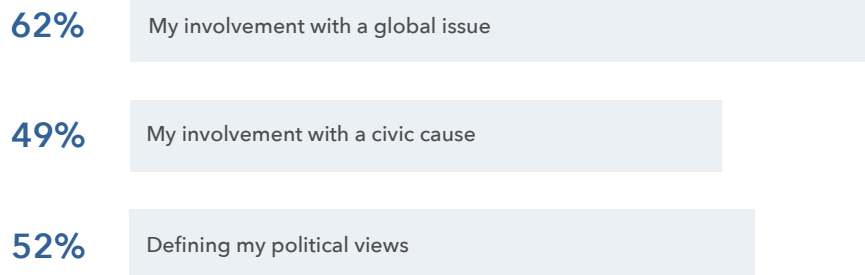 62% My involvement with a global issue
49% My involvement with a civic cause
52% Defining my political views